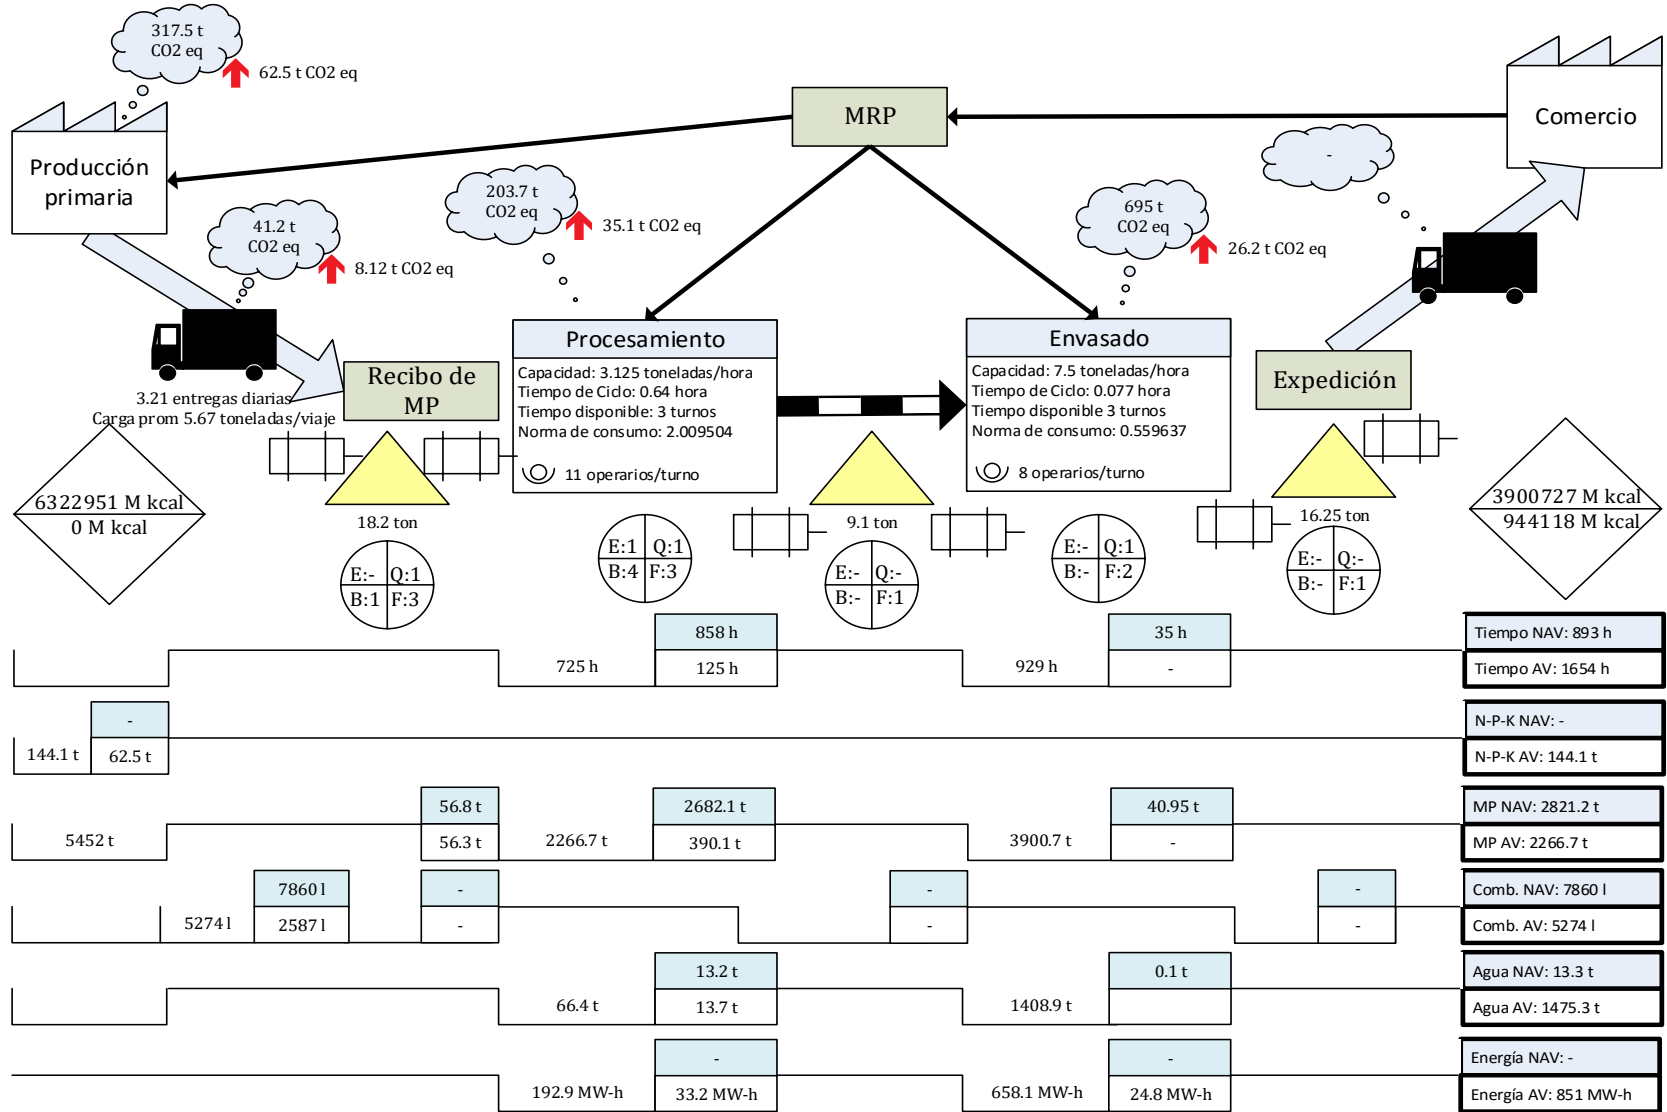 317.5 t
CO2 eq
62.5 t CO2 eq
Producción
primaria
41.2 t
CO2 eq
8.12 t CO2 eq
3.21 entregas diarias
Carga prom 5.67 toneladas/viaje
MRP
Comercio
-
203.7 t
CO2 eq
35.1 t CO2 eq
695 t
CO2 eq
26.2 t CO2 eq
Recibo de
MP
Procesamiento
Capacidad: 3.125 toneladas/hora
Tiempo de Ciclo: 0.64 hora
Tiempo disponible: 3 turnos
Norma de consumo: 2.009504
11 operarios/turno
Envasado
Capacidad: 7.5 toneladas/hora
Tiempo de Ciclo: 0.077 hora
Tiempo disponible 3 turnos
Norma de consumo: 0.559637
8 operarios/turno
Expedición
6322951 M kcal
0 M kcal
18.2 ton
9.1 ton
16.25 ton
3900727 M kcal
944118 M kcal
E:- Q:1
B:1 F:3
E:1 Q:1
B:4 F:3
E:- Q:-
B:- F:1
E:- Q:1
B:- F:2
E:- Q:-
B:- F:1
858 h
35 h
Tiempo NAV: 893 h
725 h
125 h
929 h
-
Tiempo AV: 1654 h
-
N-P-K NAV: -
144.1 t
62.5 t
N-P-K AV: 144.1 t
56.8 t
2682.1 t
40.95 t
MP NAV: 2821.2 t
5452 t
56.3 t
2266.7 t
390.1 t
3900.7 t
-
MP AV: 2266.7 t
7860 l
-
-
-
Comb. NAV: 7860 l
5274 l
2587 l
-
-
-
Comb. AV: 5274 l
13.2 t
0.1 t
Agua NAV: 13.3 t
66.4 t
13.7 t
1408.9 t
Agua AV: 1475.3 t
-
-
Energía NAV: -
192.9 MW-h
33.2 MW-h
658.1 MW-h
24.8 MW-h
Energía AV: 851 MW-h